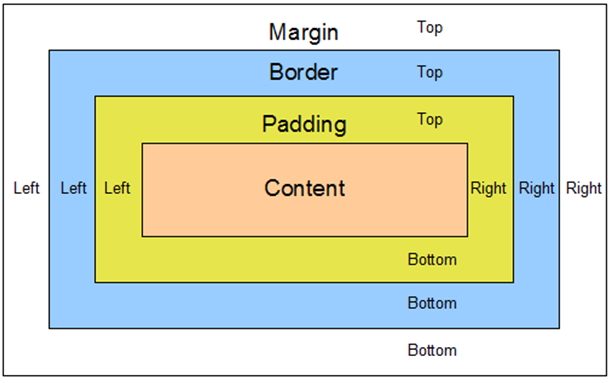 Margin Top
Border Top
Padding Top
Left Left Left Content Right Right Right
Bottom
Bottom
Bottom